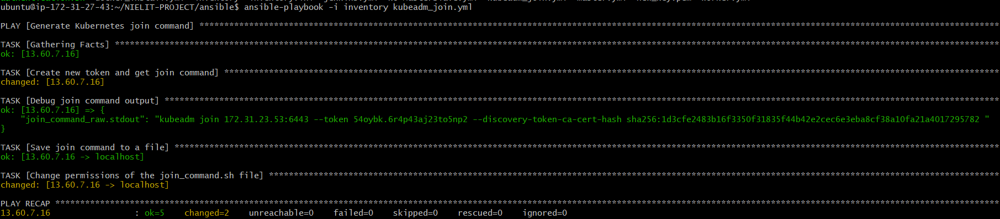 ubuntu@ip-172-31-27-43:~/NIELIT-PROJECT/ansible$ ansible-playbook -i inventory kubeadm_join.yml
PLAY [Generate Kubernetes join command] ****************************************************************************************************************************************************************
TASK [Gathering Facts] *********************************************************************************************************************************************************************************
ok: [13.60.7.16]
TASK [Create new token and get join command] ***********************************************************************************************************************************************************
changed: [13.60.7.16]
TASK [Debug join command output] ***********************************************************************************************************************************************************************
ok: [13.60.7.16] => {
    "join_command_raw.stdout": "kubeadm join 172.31.23.53:6443 --token 54oybk.6r4p43aj23to5np2 --discovery-token-ca-cert-hash sha256:1d3cfe2483b16f3350f31835f44b42e2cec6e3eba8cf38a10fa21a4017295782 "
}
TASK [Save join command to a file] *********************************************************************************************************************************************************************
ok: [13.60.7.16 -> localhost]
TASK [Change permissions of the join_command.sh file] **************************************************************************************************************************************************
changed: [13.60.7.16 -> localhost]
PLAY RECAP *********************************************************************************************************************************************************************************************
13.60.7.16                 : ok=5    changed=2    unreachable=0    failed=0    skipped=0    rescued=0    ignored=0